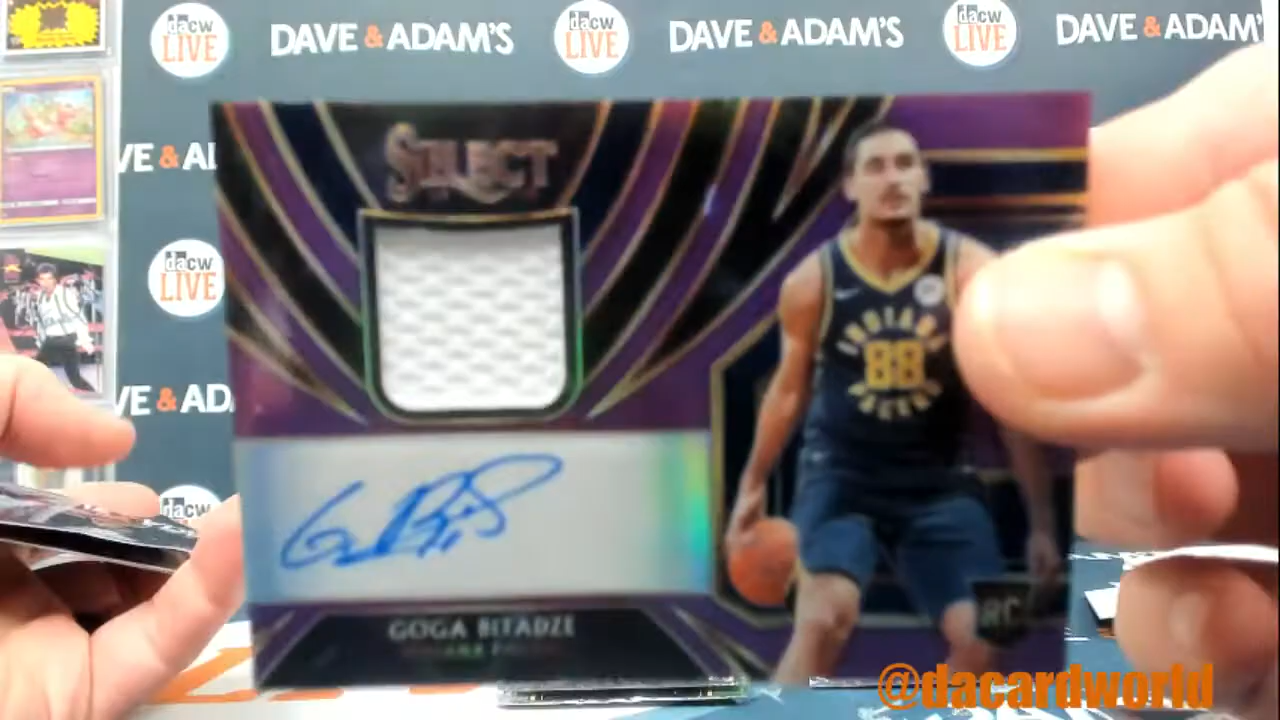 dacw
LIVE
DAVE & ADAM'S
dacw
LIVE
DAVE & ADAM'S
dacw
LIVE
DAVE & ADAM'S
VE & AD
dacw
LIVE
VE & AD
dacw
SELECT
INDIANA
88
PACERS
GOGA BITADZE
RC
@dacardworld